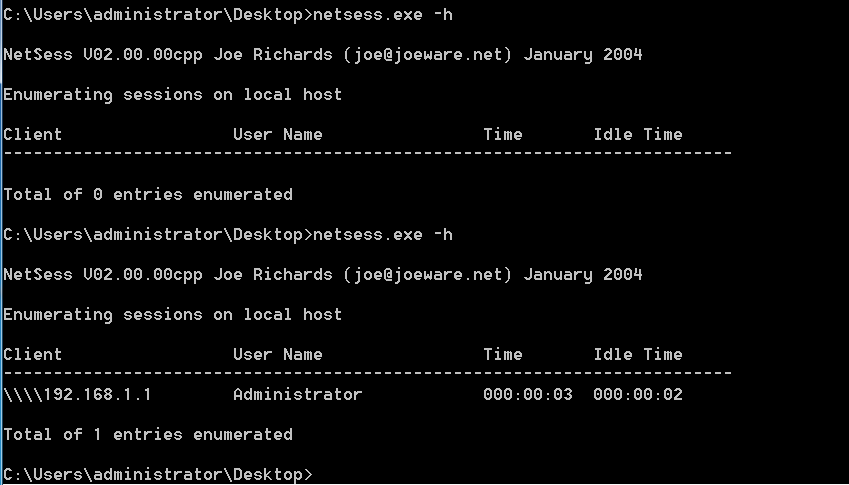 C:\Users\administrator\Desktop>netsess.exe -h
NetSess V02.00.00cpp Joe Richards (joe@joeware.net) January 2004
Enumerating sessions on local host
Client User Name Time Idle Time
-------------------------------------------------------------------------
Total of 0 entries enumerated
C:\Users\administrator\Desktop>netsess.exe -h
NetSess V02.00.00cpp Joe Richards (joe@joeware.net) January 2004
Enumerating sessions on local host
Client User Name Time Idle Time
-------------------------------------------------------------------------
\\\\192.168.1.1 Administrator 000:00:03 000:00:02
Total of 1 entries enumerated
C:\Users\administrator\Desktop>